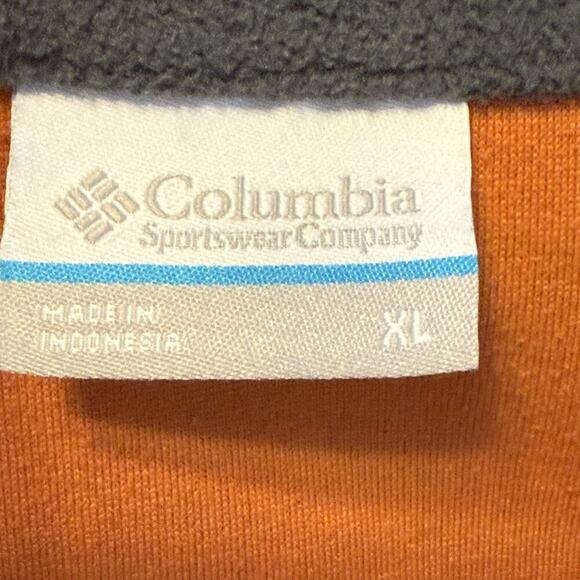 Columbia
Sportswear Company
MADE IN
INDONESIA
XL